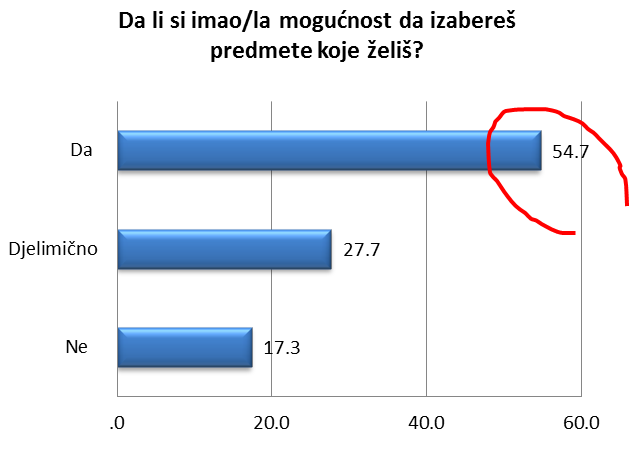 Da li si imao/la mogućnost da izabereš
predmete koje želiš?
Da
54.7
Djelimično
27.7
Ne
17.3
.0
20.0
40.0
60.0